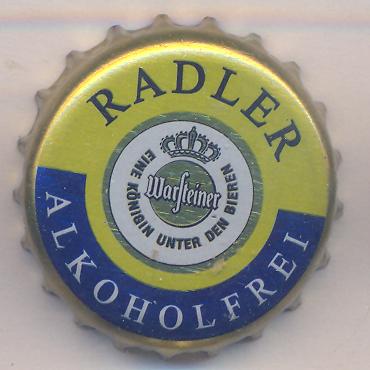 RADLER
Warsteiner
EINE KÖNIGIN UNTER DEN BIEREN
ALKOHOLFREI